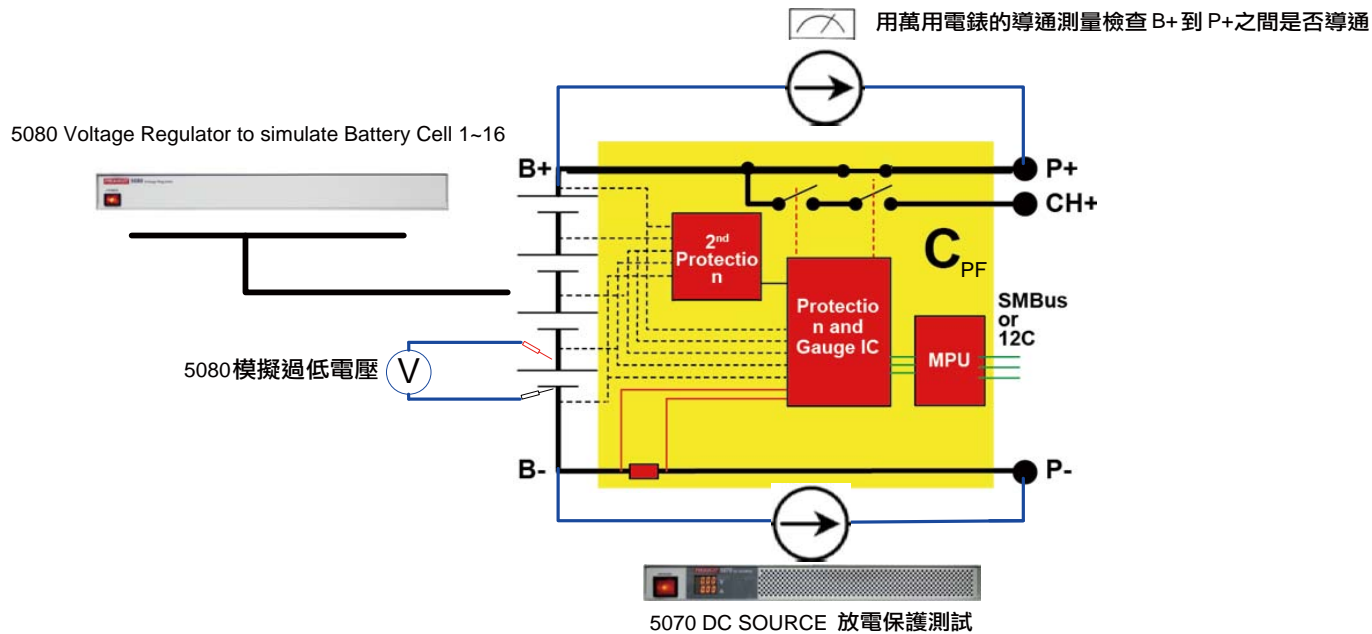 用萬用電錶的導通測量檢查 B+ 到 P+之間是否導通
5080 Voltage Regulator to simulate Battery Cell 1~16
B+
P+
CH+
2nd
Protectio
n
C PF
Protectio
n and
Gauge IC
SMBus
or
12C
MPU
5080模擬過低電壓
V
B-
P-
5070 DC SOURCE 放電保護測試